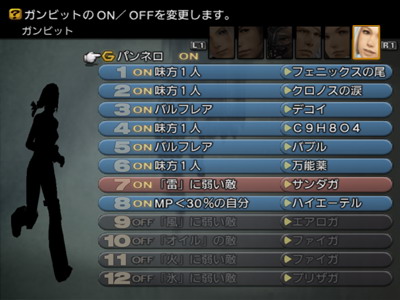 ガンビットのON／OFFを変更します。
ガンビット
L1 R1
G パンネロ ON
1 ON 味方1人 フェニックスの尾
2 ON 味方1人 クロノスの涙
3 ON バルフレア デコイ
4 ON 味方1人 C9H8O4
5 ON バルフレア バブル
6 ON 味方1人 万能薬
7 ON 「雷」に弱い敵 サンダガ
8 ON MP＜30％の自分 ハイエーテル
9 OFF 「風」に弱い敵 エアロガ
10 OFF 「オイル」の敵 ファイガ
11 OFF 「火」に弱い敵 ファイガ
12 OFF 「氷」に弱い敵 ブリザガ